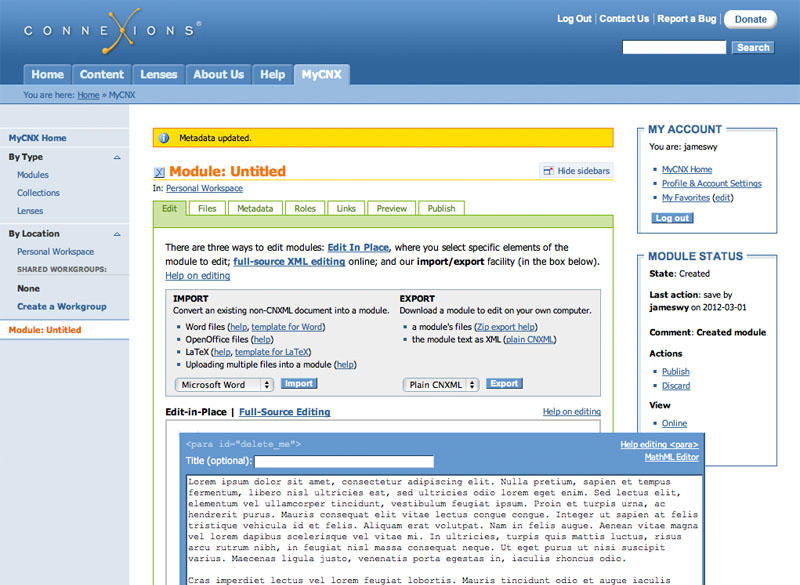 CONNEXIONS®
Log Out | Contact Us | Report a Bug | Donate
Search
Home Content Lenses About Us Help MyCNX
You are here: Home » MyCNX
MyCNX Home
By Type
Modules
Collections
Lenses
By Location
Personal Workspace
SHARED WORKGROUPS:
None
Create a Workgroup
Module: Untitled
Metadata updated.
Module: Untitled
Hide sidebars
In: Personal Workspace
Edit Files Metadata Roles Links Preview Publish
There are three ways to edit modules: Edit In Place, where you select specific elements of the
module to edit; full-source XML editing online; and our import/export facility (in the box below).
Help on editing
IMPORT
Convert an existing non-CNXML document into a module.
Word files (help, template for Word)
OpenOffice files (help)
LaTeX (help, template for LaTeX)
Uploading multiple files into a module (help)
Microsoft Word Import
EXPORT
Download a module to edit on your own computer.
a module's files (Zip export help)
the module text as XML (plain CNXML)
Plain CNXML Export
Edit-in-Place | Full-Source Editing
Help on editing
<para id="delete_me">
Help editing <para>
Title (optional):
MathML Editor
Lorem ipsum dolor sit amet, consectetur adipiscing elit. Nulla pretium, sapien et tempus
fermentum, libero nisl ultricies est, sed ultricies odio lorem eget enim. Sed lectus elit,
elementum vel ullamcorper tincidunt, vestibulum feugiat ipsum. Proin et turpis urna, ac
hendrerit purus. Mauris consequat elit vitae lectus congue congue. Integer ut sapien at felis
tristique vehicula id et felis. Aliquam erat volutpat. Nam in felis augue. Aenean vitae magna
vel lorem dapibus scelerisque vel vitae mi. In ultricies, turpis quis mattis luctus, risus
arcu rutrum nibh, in feugiat nisl massa consequat neque. Ut eget purus ut nisi suscipit
varius. Maecenas ligula justo, venenatis porta egestas in, iaculis rhoncus odio.
Cras imperdiet lectus vel lorem feugiat lobortis. Mauris tincidunt odio et augue iaculis
MY ACCOUNT
You are: jameswy
MyCNX Home
Profile & Account Settings
My Favorites (edit)
Log out
MODULE STATUS
State: Created
Last action: save by
jameswy on 2012-03-01
Comment: Created module
Actions
Publish
Discard
View
Online